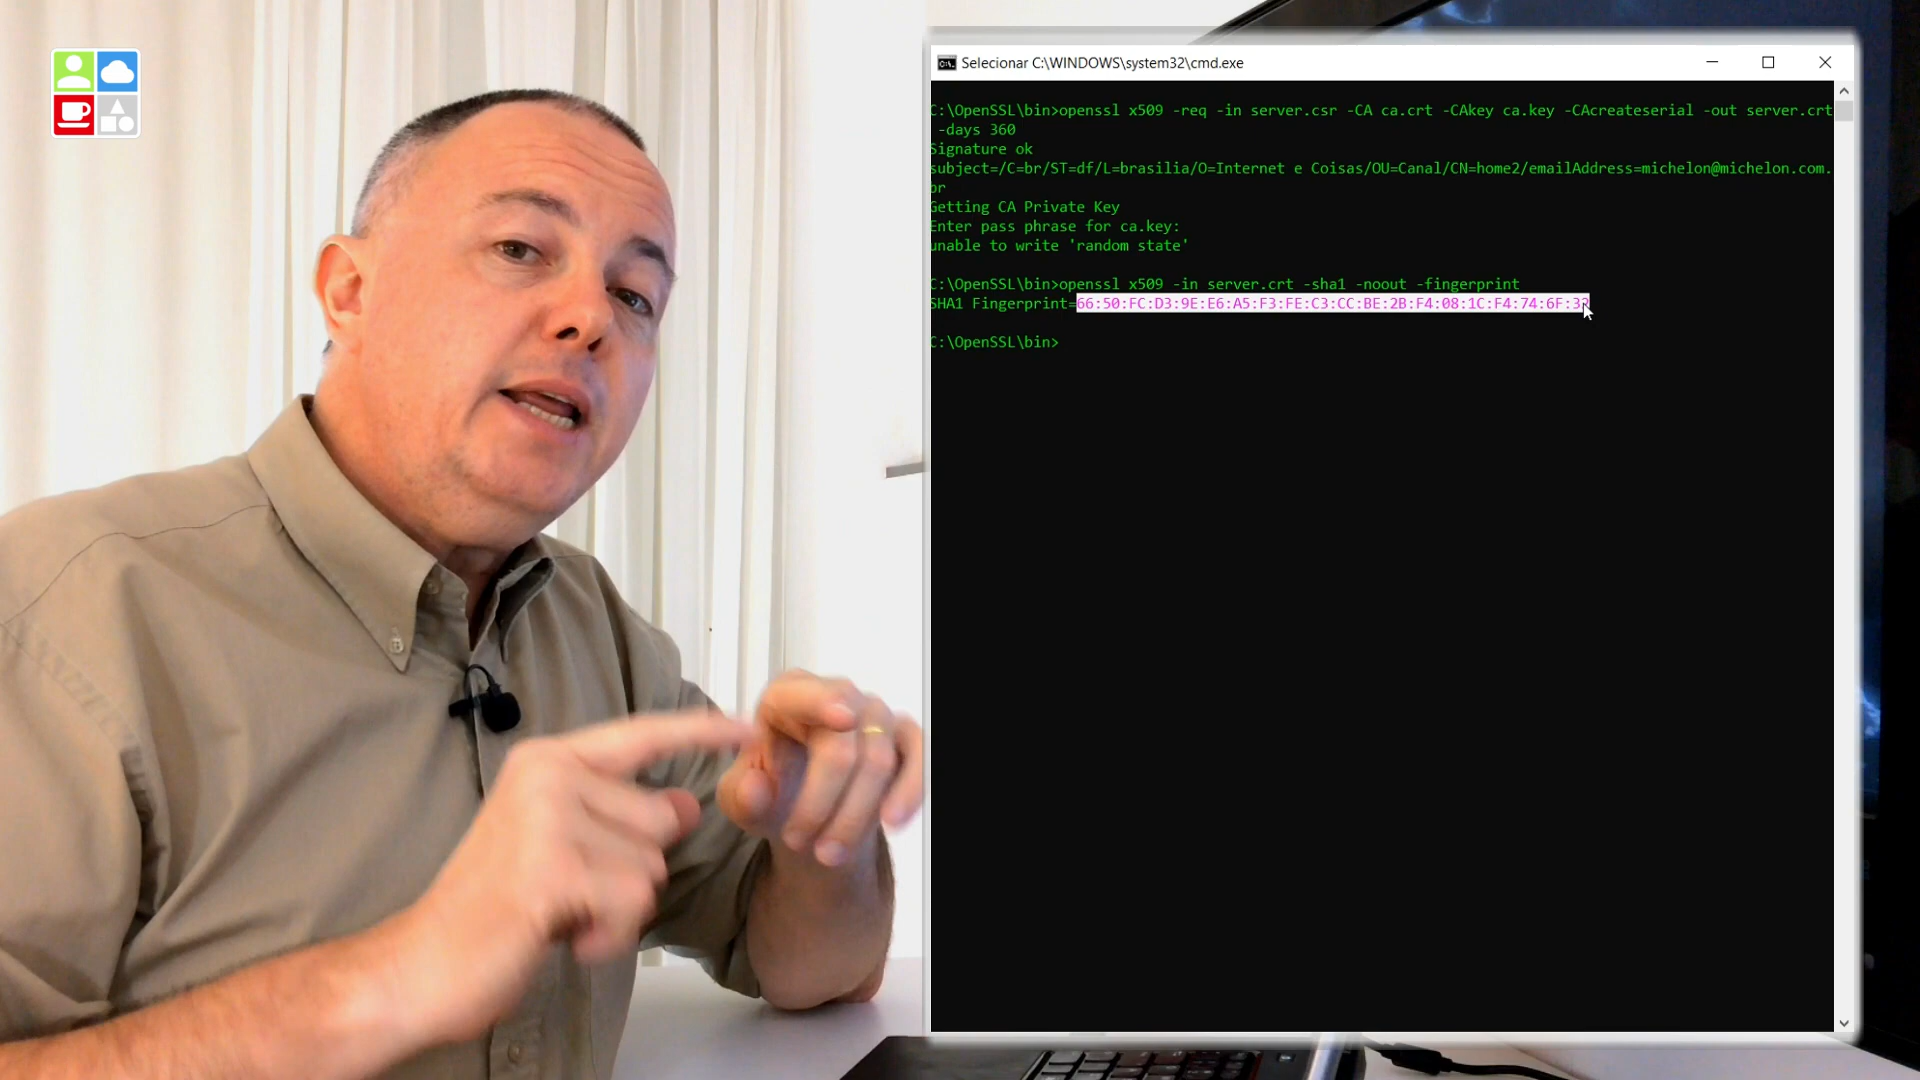 Selecionar C:\WINDOWS\system32\cmd.exe
C:\OpenSSL\bin>openssl x509 -req -in server.csr -CA ca.crt -CAkey ca.key -CAcreateserial -out server.crt
-days 360
Signature ok
subject=/C=br/ST=df/L=brasilia/O=Internet e Coisas/OU=Canal/CN=home2/emailAddress=michelon@michelon.com.
br
Getting CA Private Key
Enter pass phrase for ca.key:
unable to write 'random state'
C:\OpenSSL\bin>openssl x509 -in server.crt -sha1 -noout -fingerprint
SHA1 Fingerprint=66:50:FC:D3:9E:E6:A5:F3:FE:C3:CC:BE:2B:F4:08:1C:F4:74:6F:
C:\OpenSSL\bin>